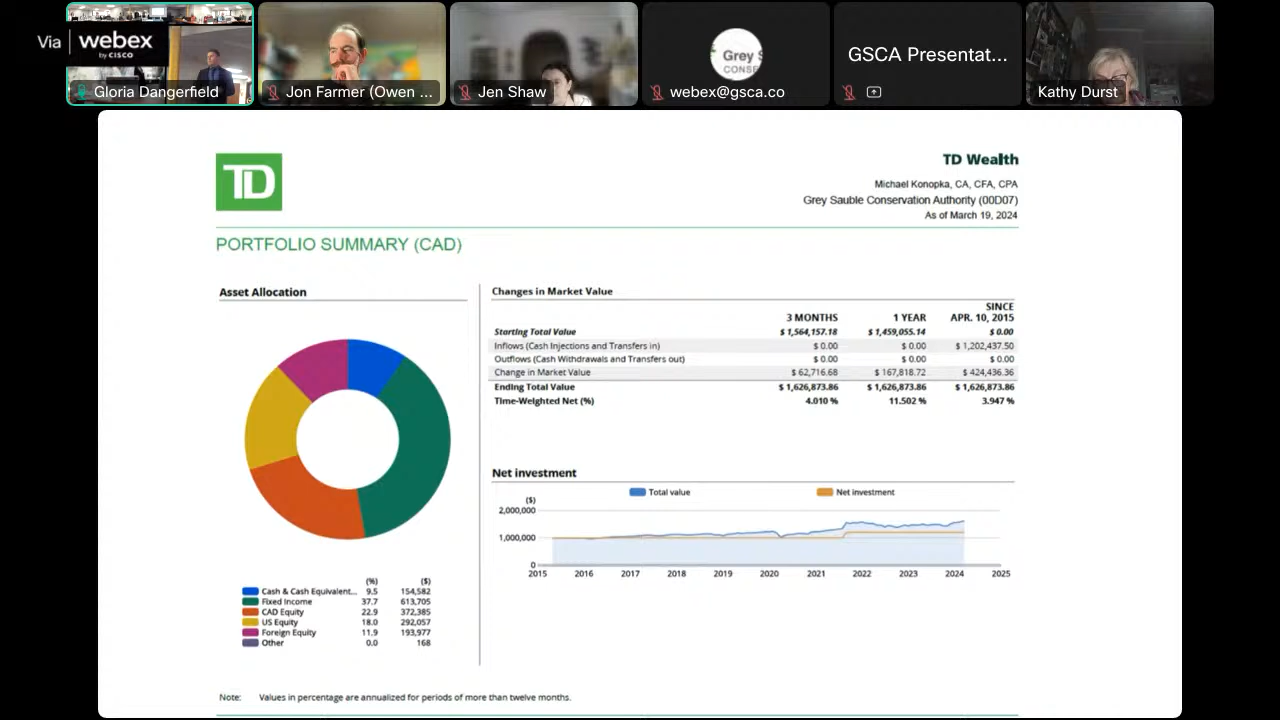 Via webex
by CISCO
Gloria Dangerfield
Jon Farmer (Owen ...
Jen Shaw
Grey S
CONSE
webex@gsca.co
GSCA Presentat...
Kathy Durst
TD
TD Wealth
Michael Konopka, CA, CFA, CPA
Grey Sauble Conservation Authority (00D07)
As of March 19, 2024
PORTFOLIO SUMMARY (CAD)
Asset Allocation
(%) ($)
Cash & Cash Equivalent... 9.5 154,582
Fixed Income 37.7 613,705
CAD Equity 22.9 372,385
US Equity 18.0 292,057
Foreign Equity 11.9 193,977
Other 0.0 168
Changes in Market Value
3 MONTHS 1 YEAR SINCE APR. 10, 2015
Starting Total Value $ 1,564,157.18 $ 1,459,055.14 $ 0.00
Inflows (Cash Injections and Transfers in) $ 0.00 $ 0.00 $ 1,202,437.50
Outflows (Cash Withdrawals and Transfers out) $ 0.00 $ 0.00 $ 0.00
Change in Market Value $ 62,716.68 $ 167,818.72 $ 424,436.36
Ending Total Value $ 1,626,873.86 $ 1,626,873.86 $ 1,626,873.86
Time-Weighted Net (%) 4.010 % 11.502 % 3.947 %
Net investment
Total value Net investment
($)
2,000,000
1,000,000
0
2015 2016 2017 2018 2019 2020 2021 2022 2023 2024 2025
Note: Values in percentage are annualized for periods of more than twelve months.